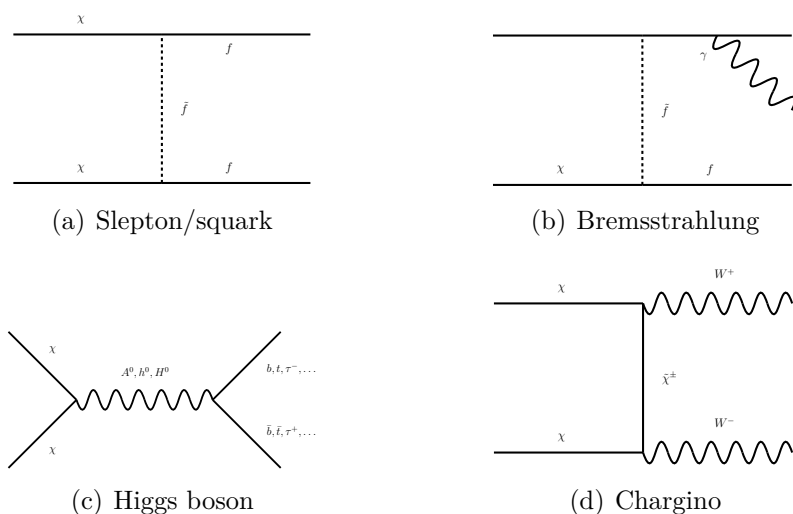 χ
f
f̃
χ
f
(a) Slepton/squark
γ
f̃
χ
f
(b) Bremsstrahlung
χ
A⁰, h⁰, H⁰
b, t, τ⁻, …
χ
b̄, t̄, τ⁺, …
(c) Higgs boson
χ
W⁺
χ̃±
χ
W⁻
(d) Chargino